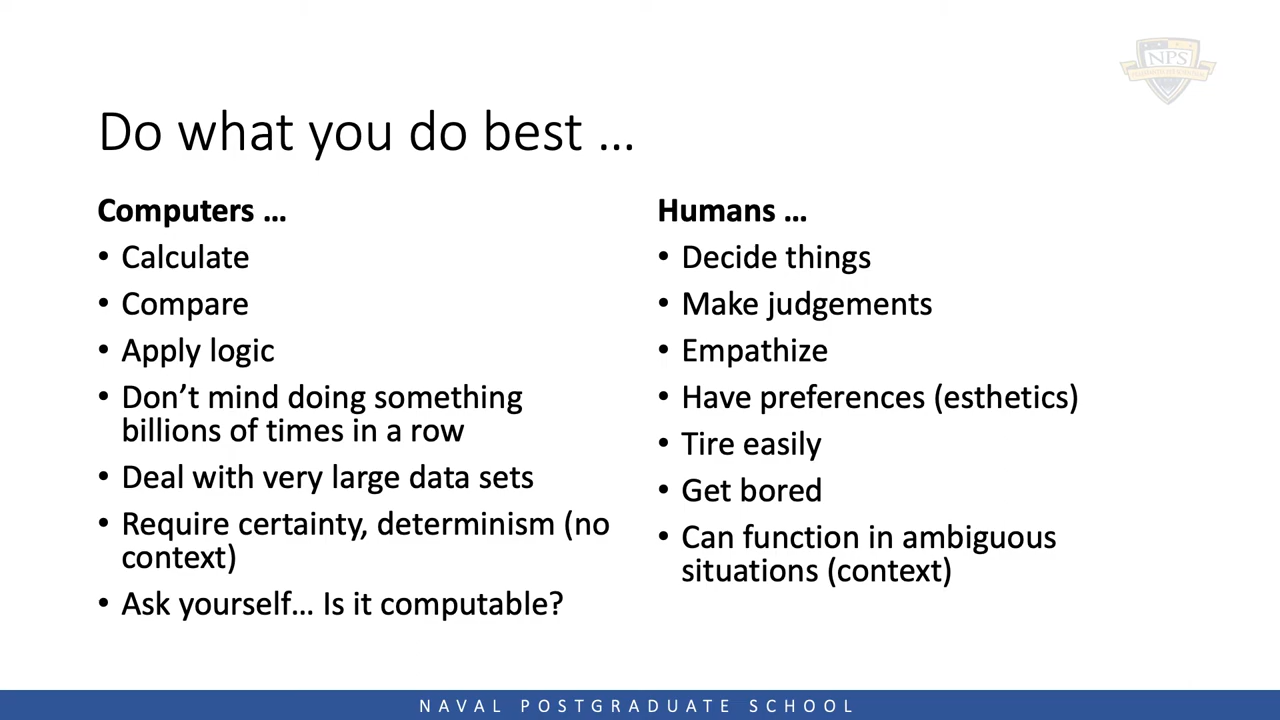 NPS
Do what you do best …
Computers …
• Calculate
• Compare
• Apply logic
• Don’t mind doing something
billions of times in a row
• Deal with very large data sets
• Require certainty, determinism (no
context)
• Ask yourself… Is it computable?
Humans …
• Decide things
• Make judgements
• Empathize
• Have preferences (esthetics)
• Tire easily
• Get bored
• Can function in ambiguous
situations (context)
NAVAL POSTGRADUATE SCHOOL